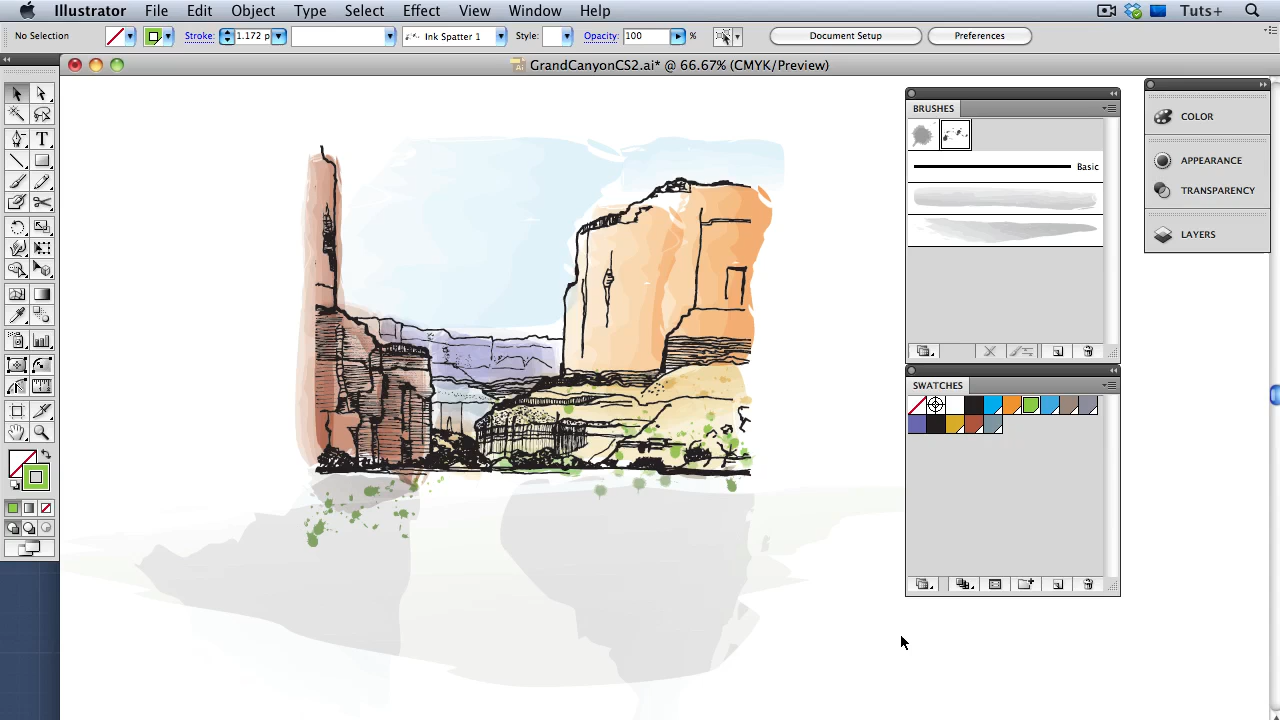 Illustrator File Edit Object Type Select Effect View Window Help Tuts+
No Selection Stroke: 1.172 p Ink Spatter 1 Style: Opacity: 100 % Document Setup Preferences
GrandCanyonCS2.ai* @ 66.67% (CMYK/Preview)
BRUSHES
Basic
SWATCHES
COLOR
APPEARANCE
TRANSPARENCY
LAYERS